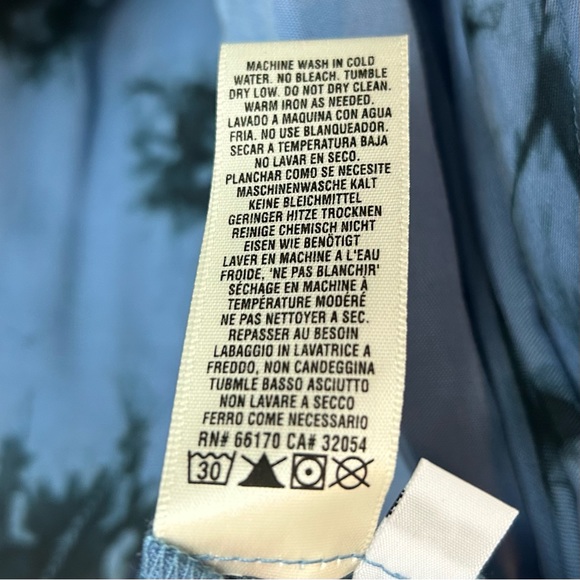 MACHINE WASH IN COLD
WATER. NO BLEACH. TUMBLE
DRY LOW. DO NOT DRY CLEAN.
WARM IRON AS NEEDED.
LAVADO A MAQUINA CON AGUA
FRIA. NO USE BLANQUEADOR.
SECAR A TEMPERATURA BAJA
NO LAVAR EN SECO.
PLANCHAR COMO SE NECESITE
MASCHINENWASCHE KALT
KEINE BLEICHMITTEL
GERINGER HITZE TROCKNEN
REINIGE CHEMISCH NICHT
EISEN WIE BENÖTIGT
LAVER EN MACHINE A L'EAU
FROIDE, 'NE PAS BLANCHIR'
SÉCHAGE EN MACHINE À
TEMPÉRATURE MODÉRÉ
NE PAS NETTOYER A SEC.
REPASSER AU BESOIN
LABAGGIO IN LAVATRICE A
FREDDO, NON CANDEGGINA
TUBMLE BASSO ASCIUTTO
NON LAVARE A SECCO
FERRO COME NECESSARIO
RN# 66170 CA# 32054
30